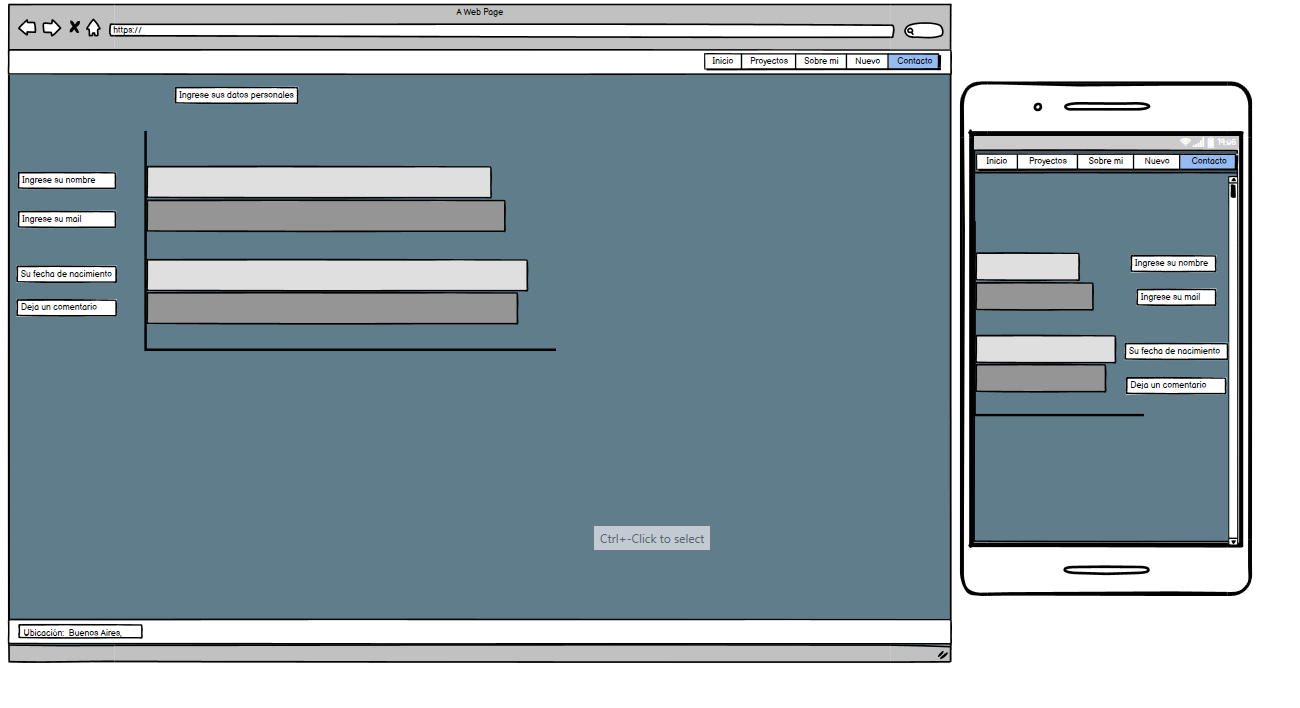 A Web Page
https://
Inicio Proyectos Sobre mi Nuevo Contacto
Ingrese sus datos personales
Ingrese su nombre
Ingrese su mail
Su fecha de nacimiento
Deja un comentario
Ctrl+-Click to select
Ubicación: Buenos Aires,
19:06
Inicio Proyectos Sobre mi Nuevo Contacto
Ingrese su nombre
Ingrese su mail
Su fecha de nacimiento
Deja un comentario